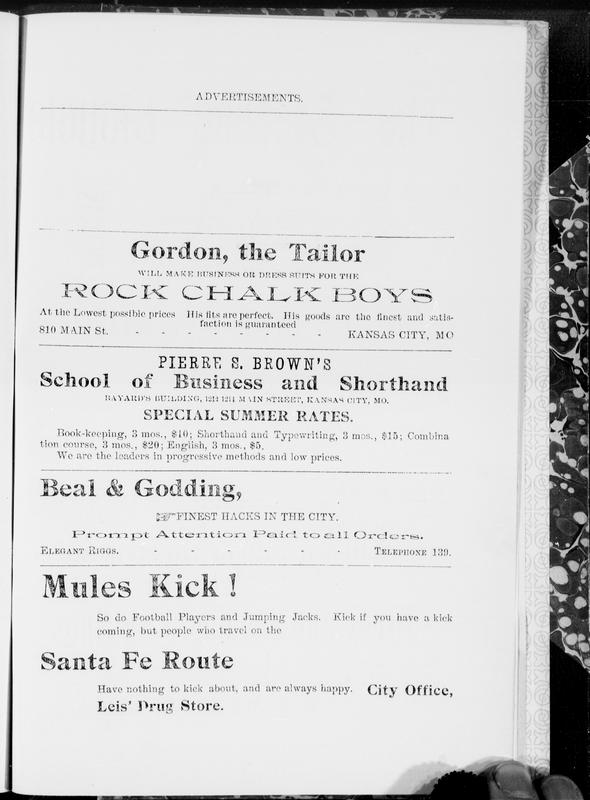 ADVERTISEMENTS.
Gordon, the Tailor
WILL MAKE BUSINESS OR DRESS SUITS FOR THE
ROCK CHALK BOYS
At the Lowest possible prices His fits are perfect. His goods are the finest and satis-
faction is guaranteed
810 MAIN St. - - - - - - - - KANSAS CITY, MO
PIERRE S. BROWN'S
School of Business and Shorthand
BAYARD'S BUILDING, 1212 1214 MAIN STREET, KANSAS CITY, MO.
SPECIAL SUMMER RATES.
Book-keeping, 3 mos., $10; Shorthand and Typewriting, 3 mos., $15; Combina
tion course, 3 mos., $20; English, 3 mos., $5.
We are the leaders in progressive methods and low prices.
Beal & Godding,
☞FINEST HACKS IN THE CITY.
Prompt Attention Paid to all Orders.
ELEGANT RIGGS. - - - - - - TELEPHONE 139.
Mules Kick!
So do Football Players and Jumping Jacks. Kick if you have a kick
coming, but people who travel on the
Santa Fe Route
Have nothing to kick about, and are always happy. City Office,
Leis' Drug Store.